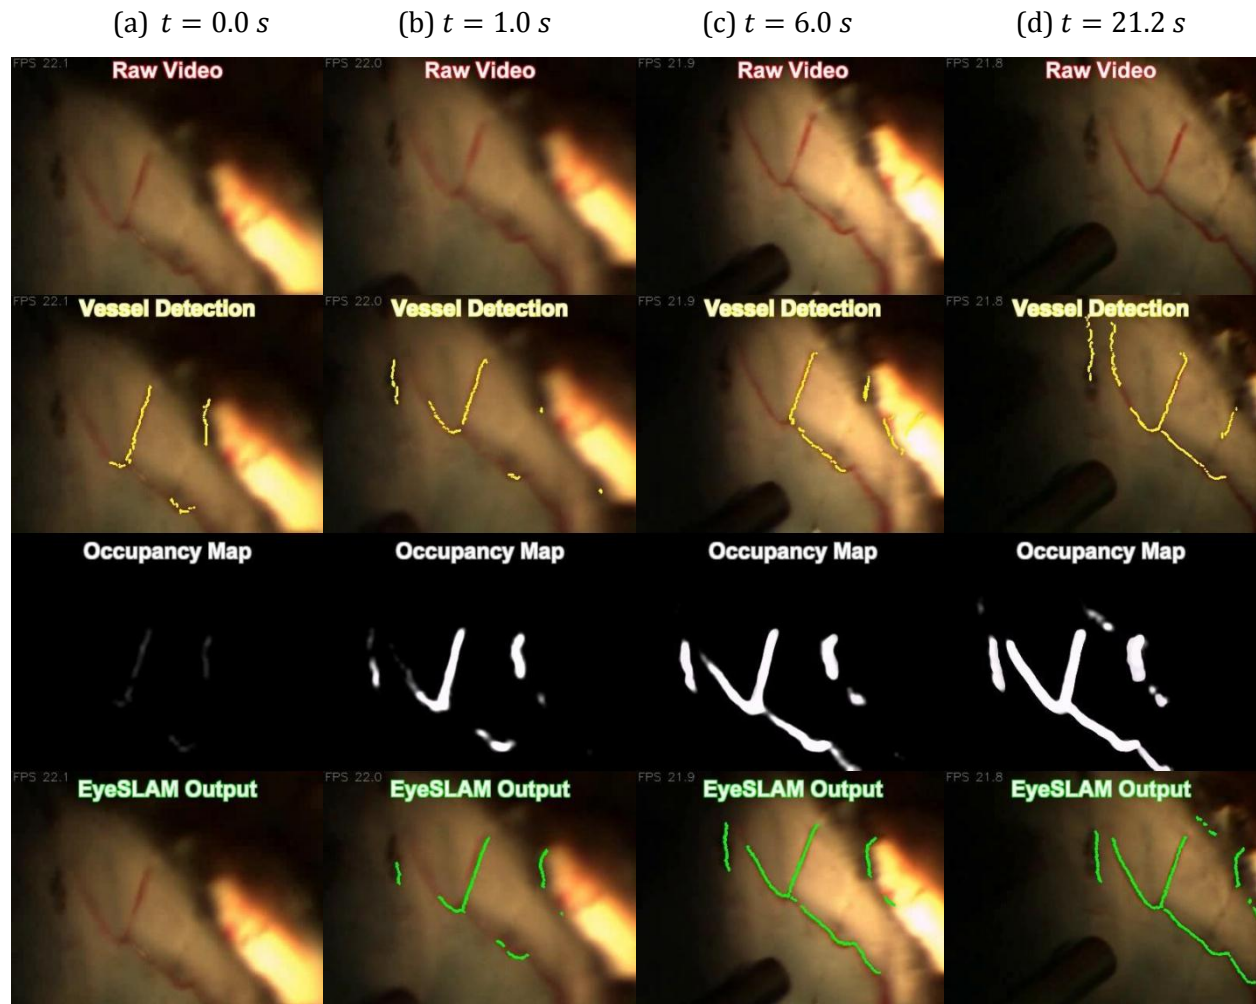 (a) t = 0.0 s
(b) t = 1.0 s
(c) t = 6.0 s
(d) t = 21.2 s
FPS 22.1
Raw Video
FPS 22.0
Raw Video
FPS 21.9
Raw Video
FPS 21.8
Raw Video
FPS 22.1
Vessel Detection
FPS 22.0
Vessel Detection
FPS 21.9
Vessel Detection
FPS 21.8
Vessel Detection
Occupancy Map
Occupancy Map
Occupancy Map
Occupancy Map
FPS 22.1
EyeSLAM Output
FPS 22.0
EyeSLAM Output
FPS 21.9
EyeSLAM Output
FPS 21.8
EyeSLAM Output